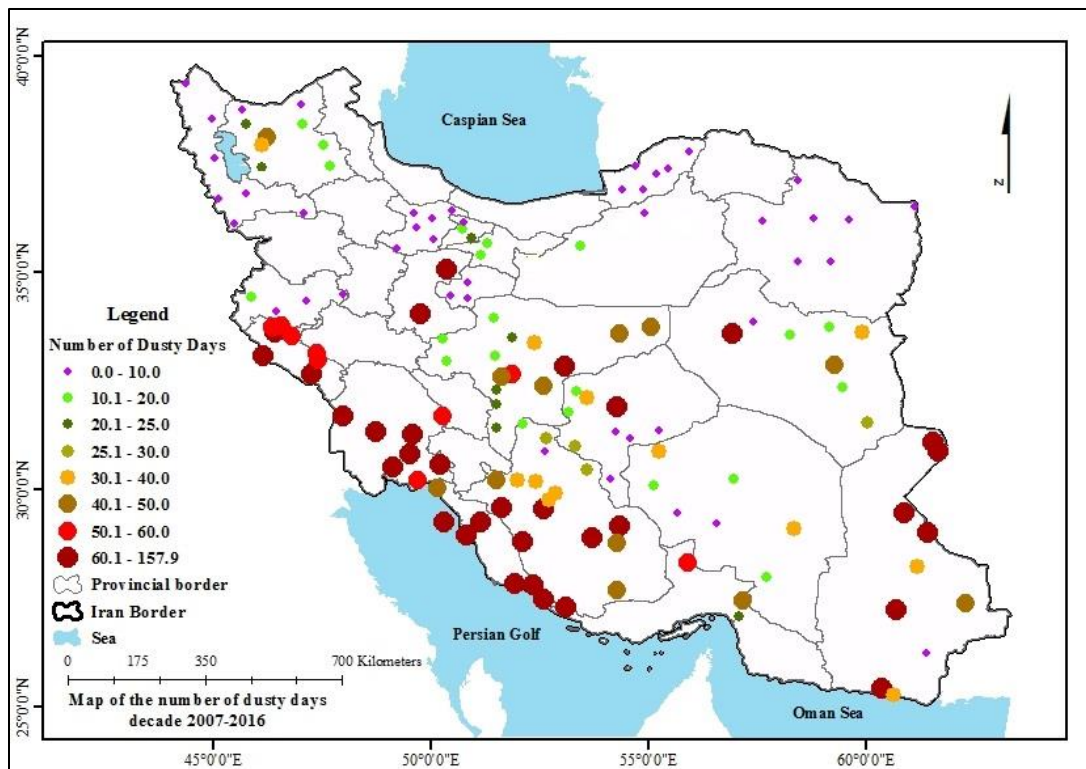 40°0'0"N
35°0'0"N
30°0'0"N
25°0'0"N
Caspian Sea
N
Legend
Number of Dusty Days
0.0 - 10.0
10.1 - 20.0
20.1 - 25.0
25.1 - 30.0
30.1 - 40.0
40.1 - 50.0
50.1 - 60.0
60.1 - 157.9
Provincial border
Iran Border
Sea
0 175 350 700 Kilometers
Map of the number of dusty days
decade 2007-2016
Persian Golf
Oman Sea
45°0'0"E 50°0'0"E 55°0'0"E 60°0'0"E